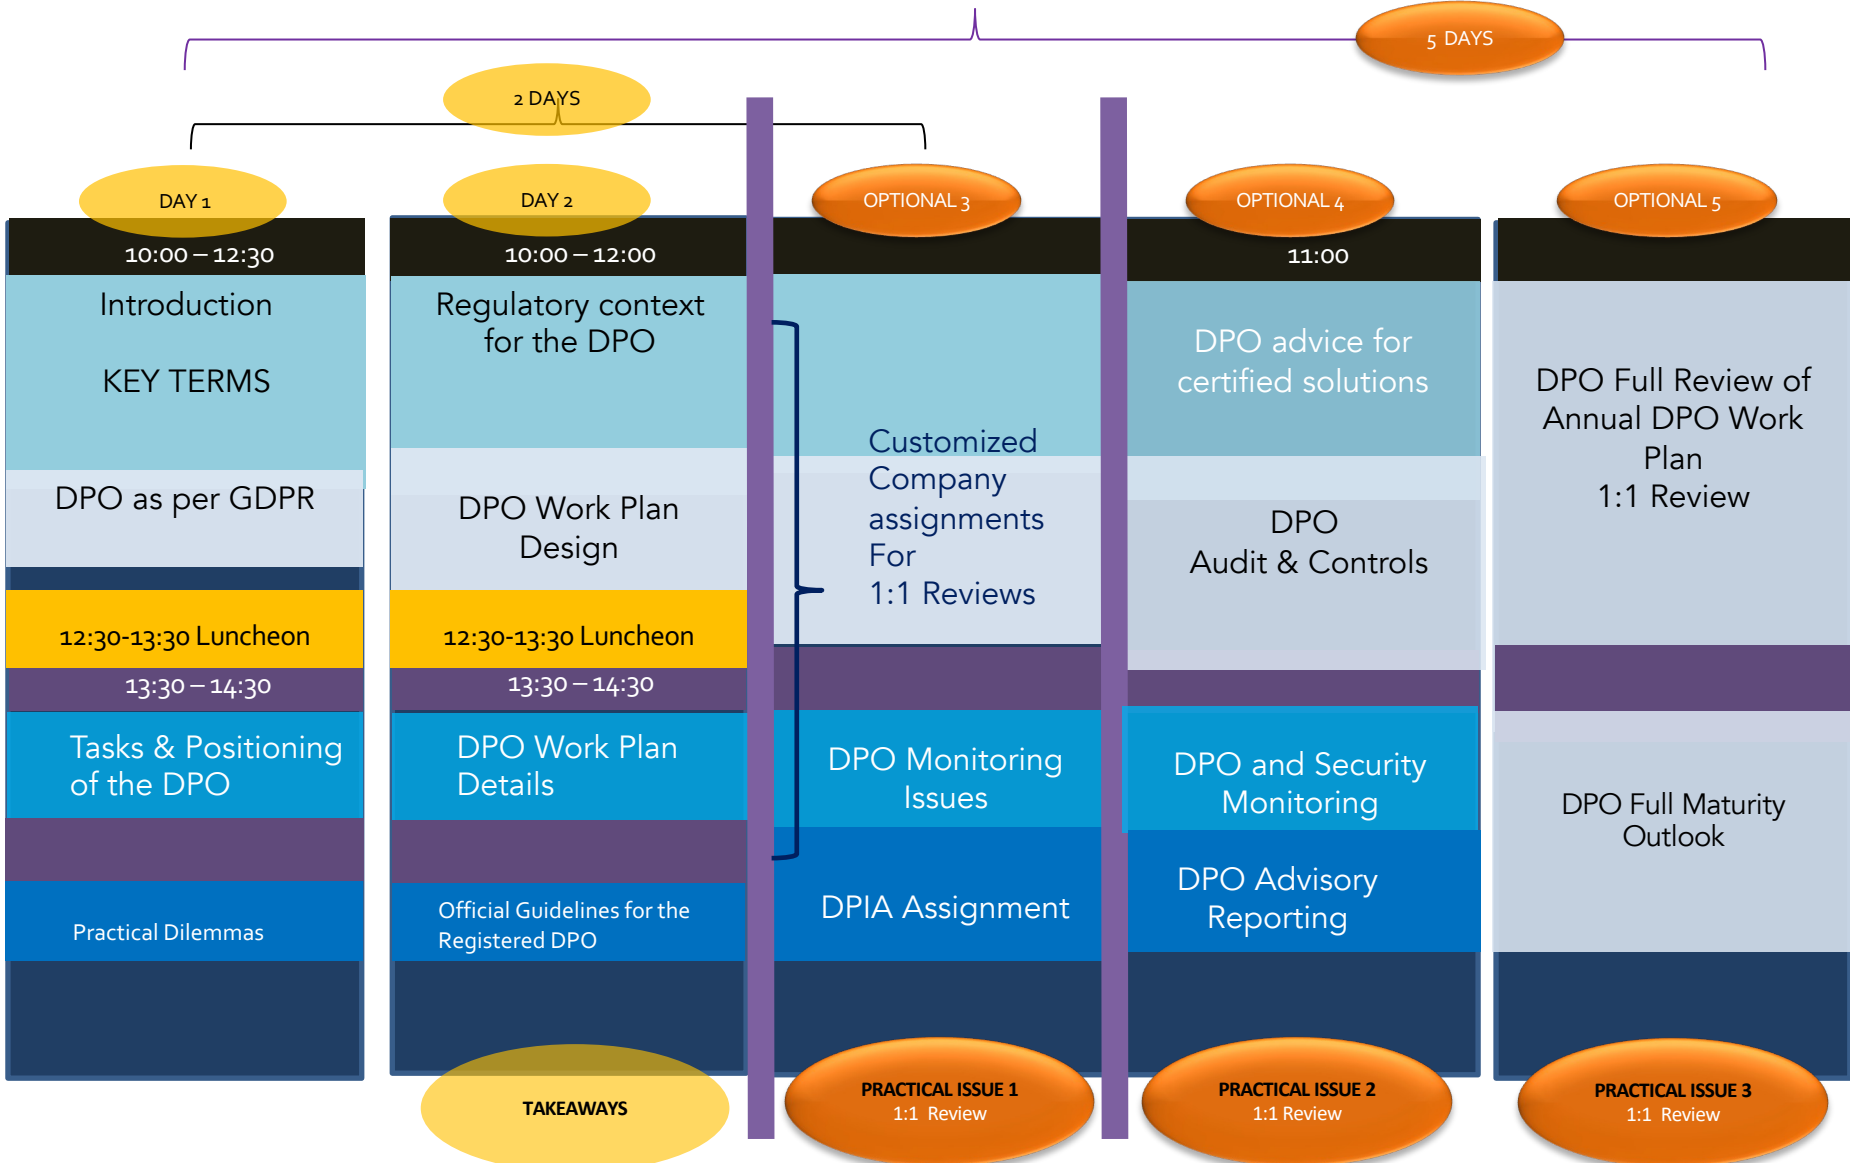 5 DAYS
2 DAYS
DAY 1
10:00 – 12:30
Introduction
KEY TERMS
DPO as per GDPR
12:30-13:30 Luncheon
13:30 – 14:30
Tasks & Positioning
of the DPO
Practical Dilemmas
DAY 2
10:00 – 12:00
Regulatory context
for the DPO
DPO Work Plan
Design
12:30-13:30 Luncheon
13:30 – 14:30
DPO Work Plan
Details
Official Guidelines for the
Registered DPO
TAKEAWAYS
OPTIONAL 3
Customized
Company
assignments
For
1:1 Reviews
DPO Monitoring
Issues
DPIA Assignment
PRACTICAL ISSUE 1
1:1 Review
OPTIONAL 4
11:00
DPO advice for
certified solutions
DPO
Audit & Controls
DPO and Security
Monitoring
DPO Advisory
Reporting
PRACTICAL ISSUE 2
1:1 Review
OPTIONAL 5
DPO Full Review of
Annual DPO Work
Plan
1:1 Review
DPO Full Maturity
Outlook
PRACTICAL ISSUE 3
1:1 Review